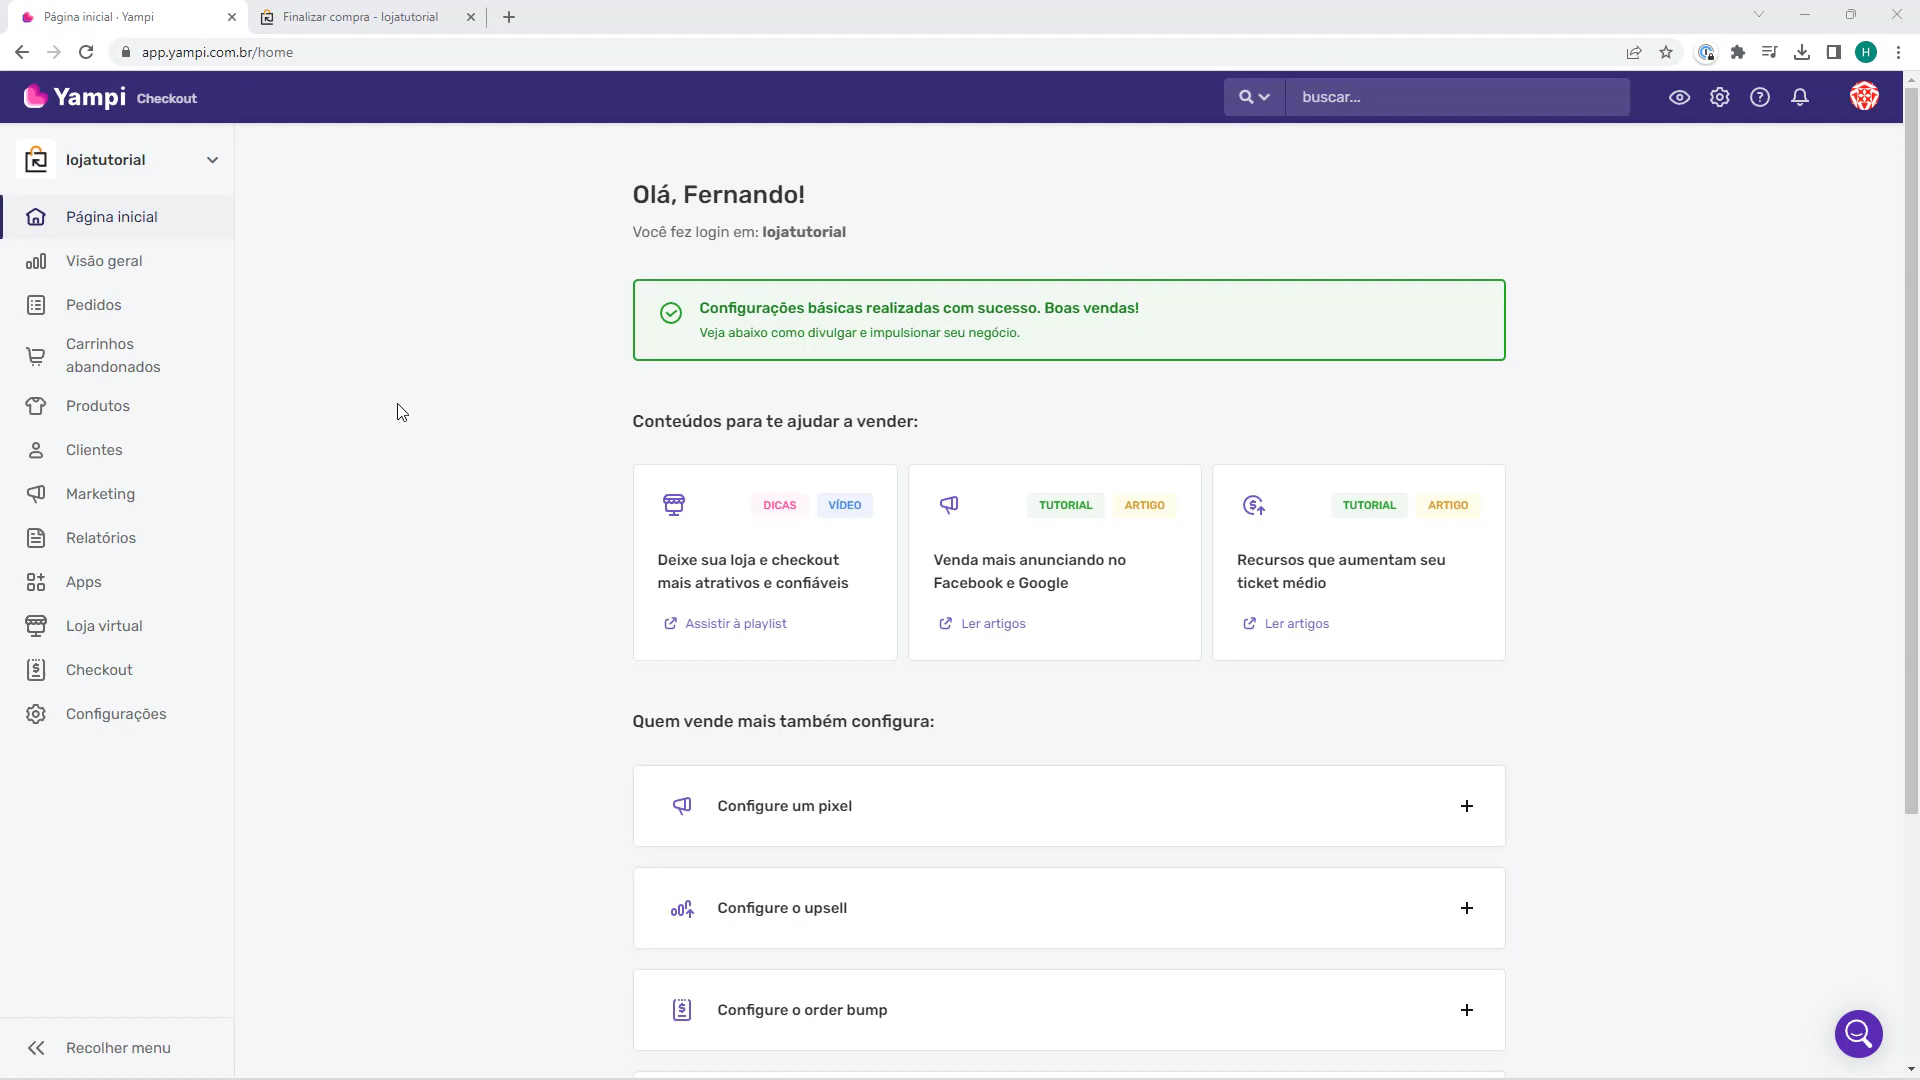 Página inicial · Yampi
Finalizar compra - lojatutorial
app.yampi.com.br/home
H
Yampi Checkout
buscar...
lojatutorial
Página inicial
Visão geral
Pedidos
Carrinhos
abandonados
Produtos
Clientes
Marketing
Relatórios
Apps
Loja virtual
Checkout
Configurações
Recolher menu
Olá, Fernando!
Você fez login em: lojatutorial
Configurações básicas realizadas com sucesso. Boas vendas!
Veja abaixo como divulgar e impulsionar seu negócio.
Conteúdos para te ajudar a vender:
DICAS VÍDEO
Deixe sua loja e checkout
mais atrativos e confiáveis
Assistir à playlist
TUTORIAL ARTIGO
Venda mais anunciando no
Facebook e Google
Ler artigos
TUTORIAL ARTIGO
Recursos que aumentam seu
ticket médio
Ler artigos
Quem vende mais também configura:
Configure um pixel
Configure o upsell
Configure o order bump